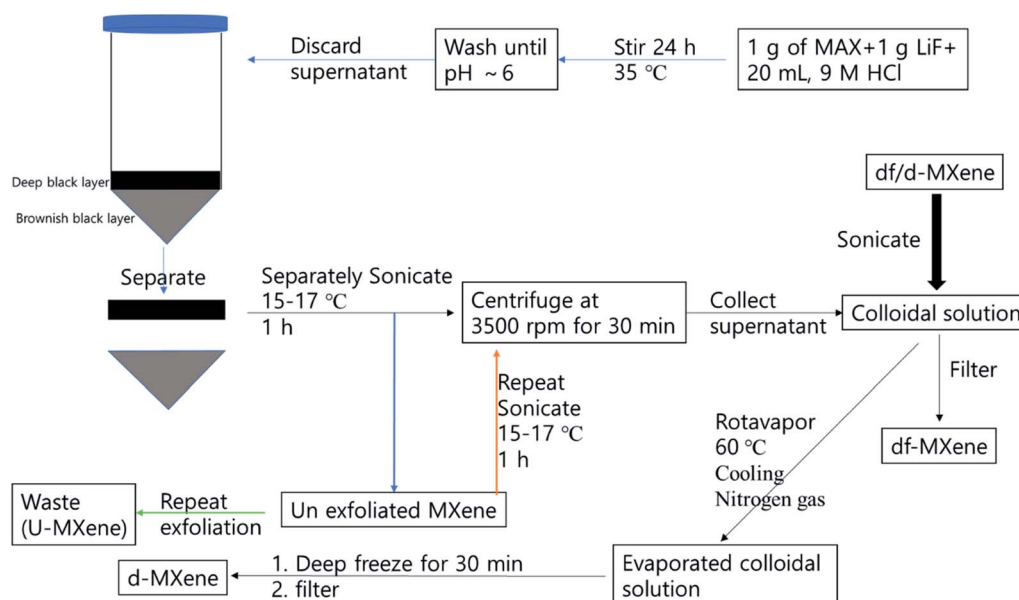 Discard
supernatant
Wash until
pH ~ 6
Stir 24 h
35 ℃
1 g of MAX+1 g LiF+
20 mL, 9 M HCl
Deep black layer
Brownish black layer
df/d-MXene
Sonicate
Separate
Separately Sonicate
15-17 ℃
1 h
Centrifuge at
3500 rpm for 30 min
Collect
supernatant
Colloidal solution
Repeat
Sonicate
15-17 ℃
1 h
Filter
df-MXene
Rotavapor
60 ℃
Cooling
Nitrogen gas
Waste
(U-MXene)
Repeat
exfoliation
Un exfoliated MXene
d-MXene
1. Deep freeze for 30 min
2. filter
Evaporated colloidal
solution